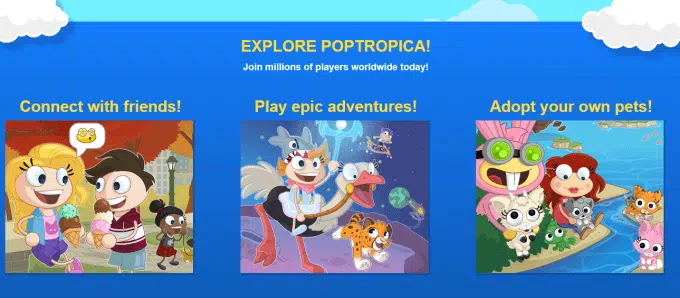 EXPLORE POPTROPICA!
Join millions of players worldwide today!
Connect with friends!
Play epic adventures!
Adopt your own pets!